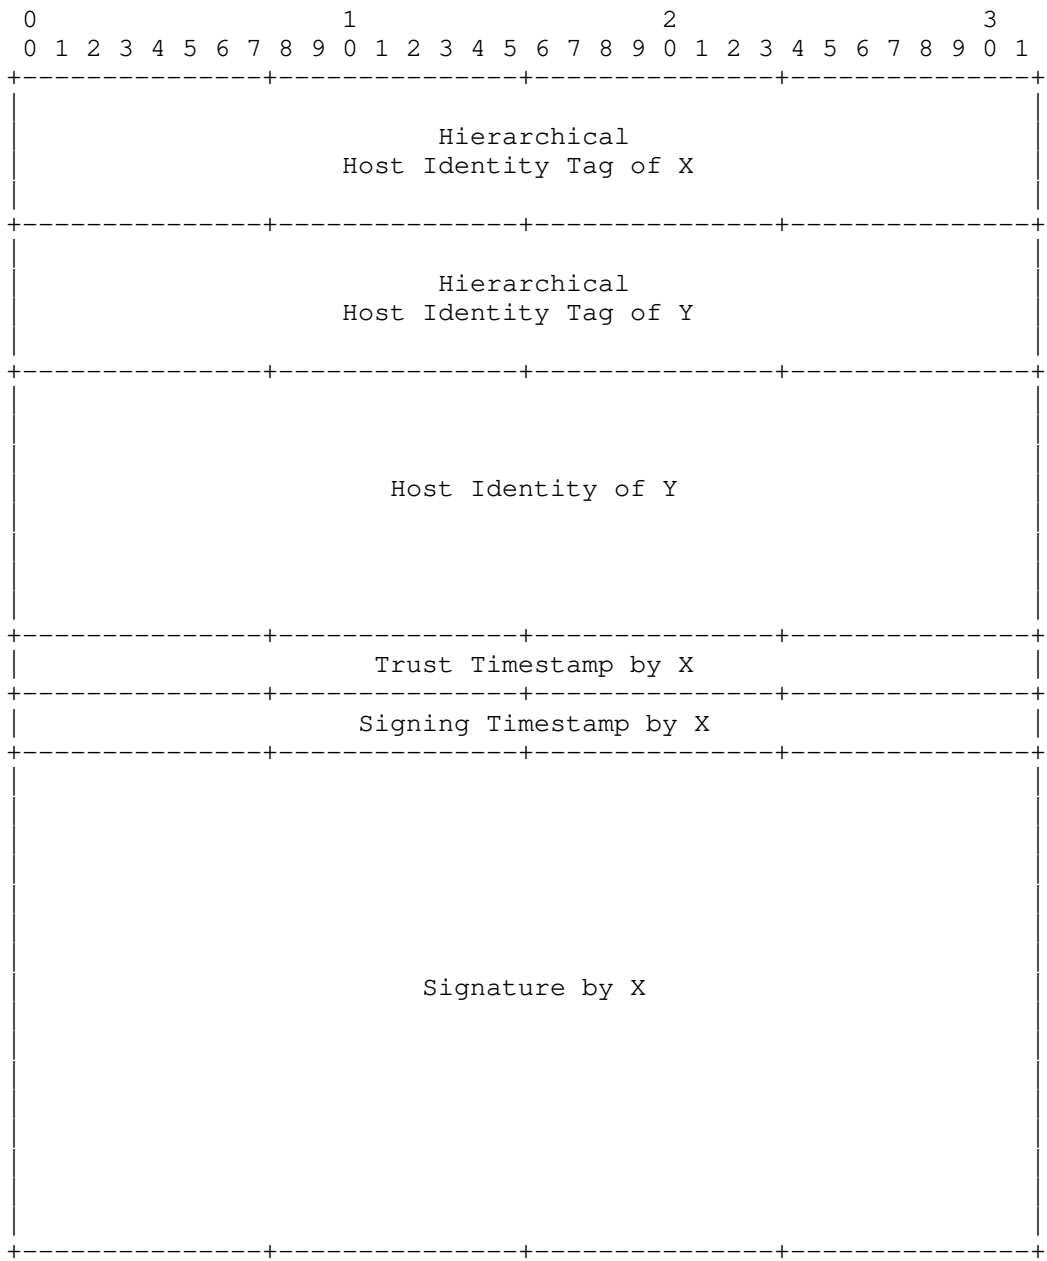 0 1 2 3
0 1 2 3 4 5 6 7 8 9 0 1 2 3 4 5 6 7 8 9 0 1 2 3 4 5 6 7 8 9 0 1
Hierarchical
Host Identity Tag of X
Hierarchical
Host Identity Tag of Y
Host Identity of Y
Trust Timestamp by X
Signing Timestamp by X
Signature by X